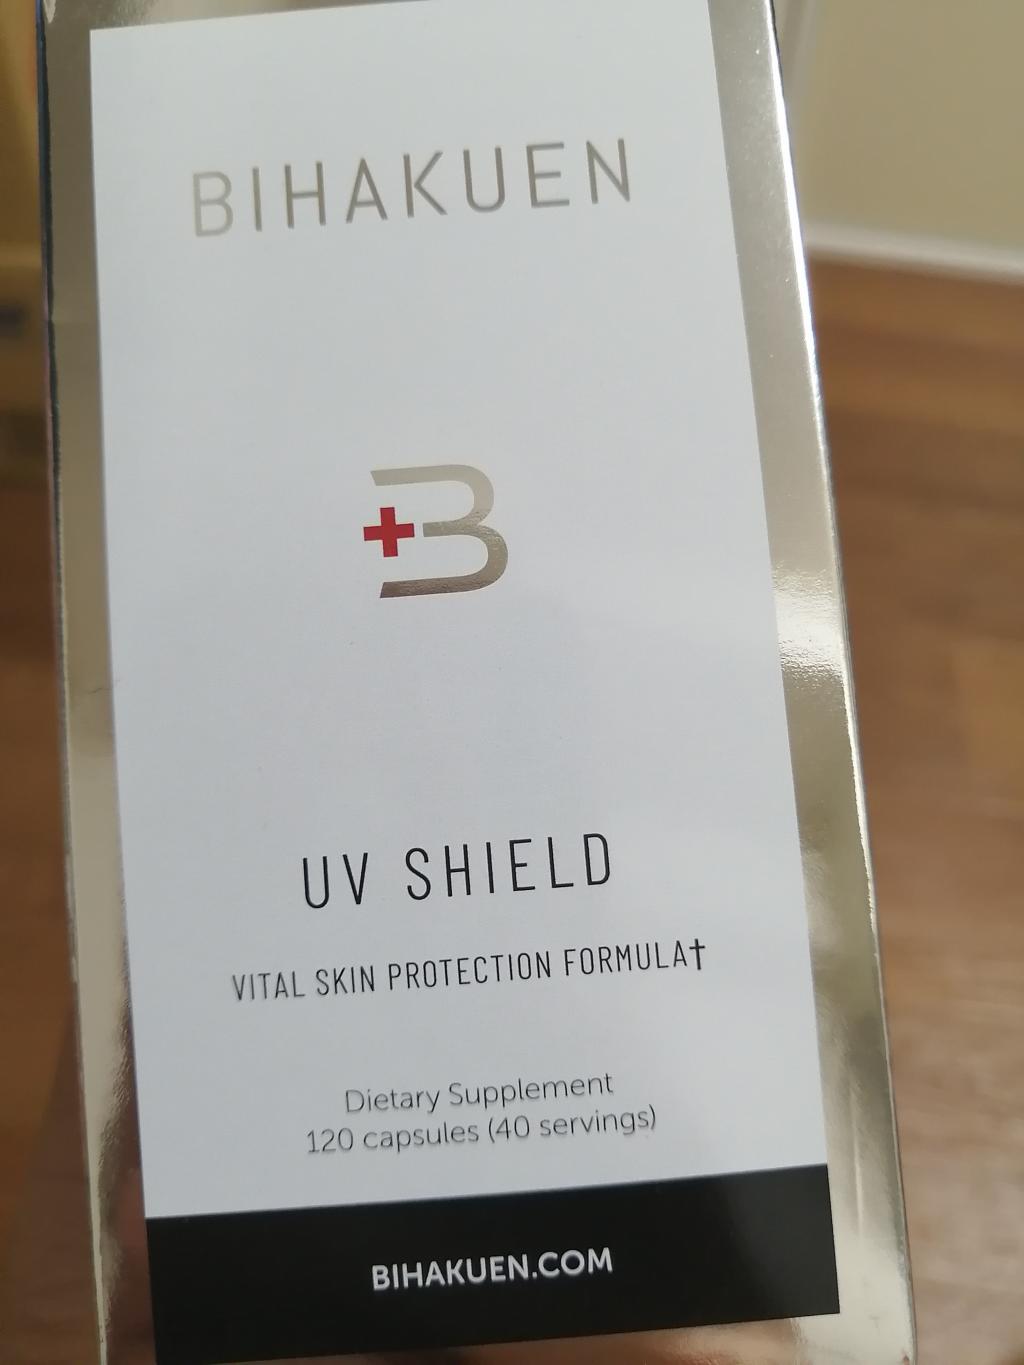 BIHAKUEN
B
UV SHIELD
VITAL SKIN PROTECTION FORMULA†
Dietary Supplement
120 capsules (40 servings)
BIHAKUEN.COM